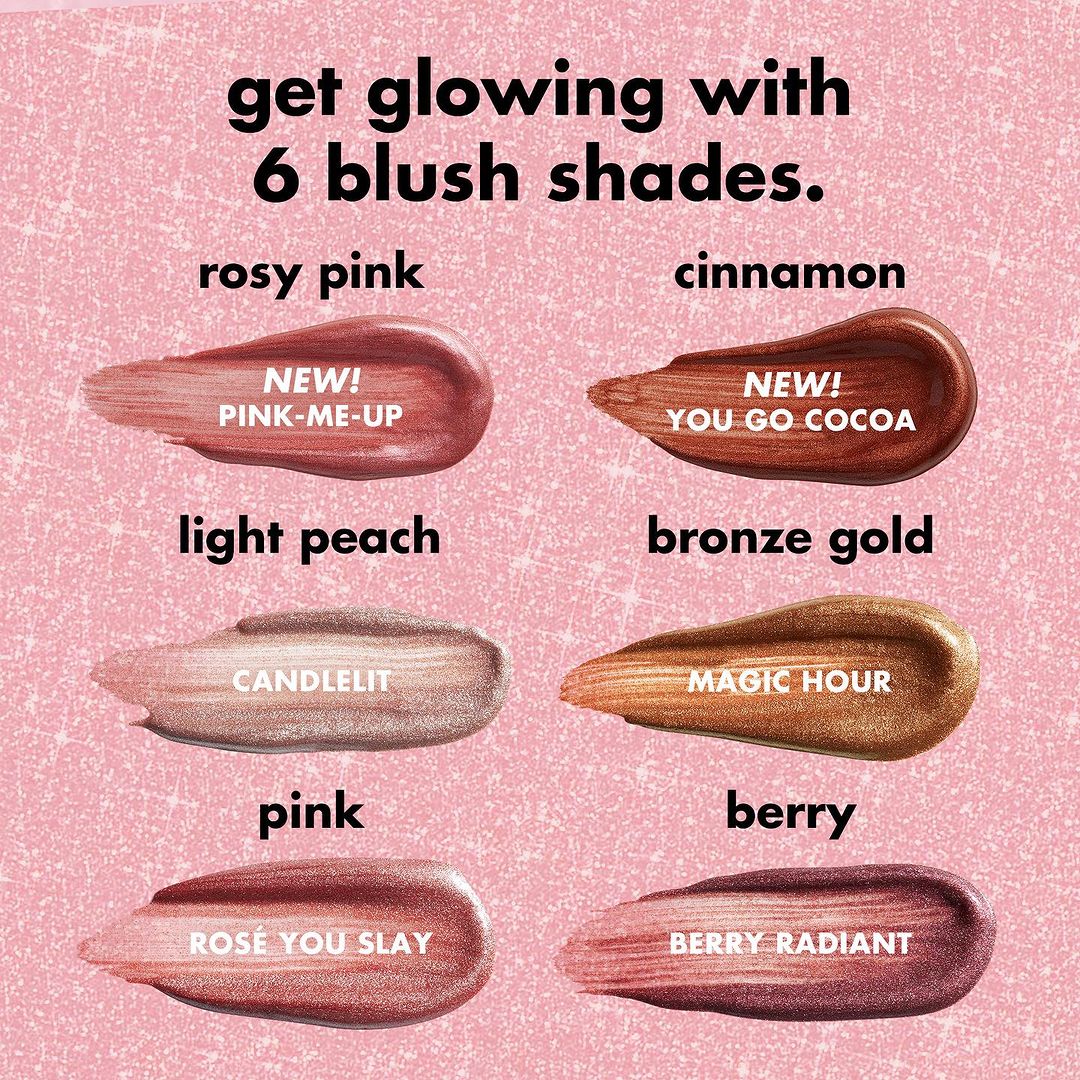 get glowing with
6 blush shades.
rosy pink
NEW!
PINK-ME-UP
cinnamon
NEW!
YOU GO COCOA
light peach
CANDLELIT
bronze gold
MAGIC HOUR
pink
ROSÉ YOU SLAY
berry
BERRY RADIANT